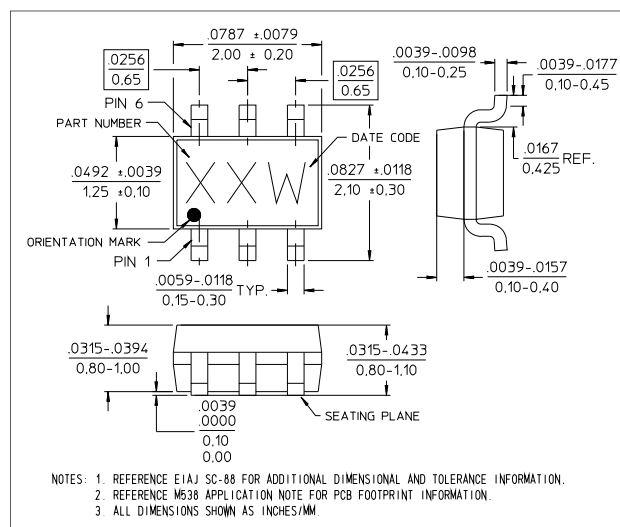 .0787 ±.0079
2,00 ± 0,20
.0256
0,65
.0256
0,65
.0039-.0098
0,10-0,25
.0039-.0177
0,10-0,45
PIN 6
PART NUMBER
DATE CODE
.0492 ±.0039
1,25 ±0,10
XXW
.0827 ±.0118
2,10 ±0,30
.0167
0,425
REF.
ORIENTATION MARK
PIN 1
.0059-.0118
0,15-0,30
TYP.
.0039-.0157
0,10-0,40
.0315-.0394
0,80-1,00
.0315-.0433
0,80-1,10
.0039
.0000
0,10
0,00
SEATING PLANE
NOTES: 1. REFERENCE EIAJ SC-88 FOR ADDITIONAL DIMENSIONAL AND TOLERANCE INFORMATION.
2. REFERENCE M538 APPLICATION NOTE FOR PCB FOOTPRINT INFORMATION.
3. ALL DIMENSIONS SHOWN AS INCHES/MM.